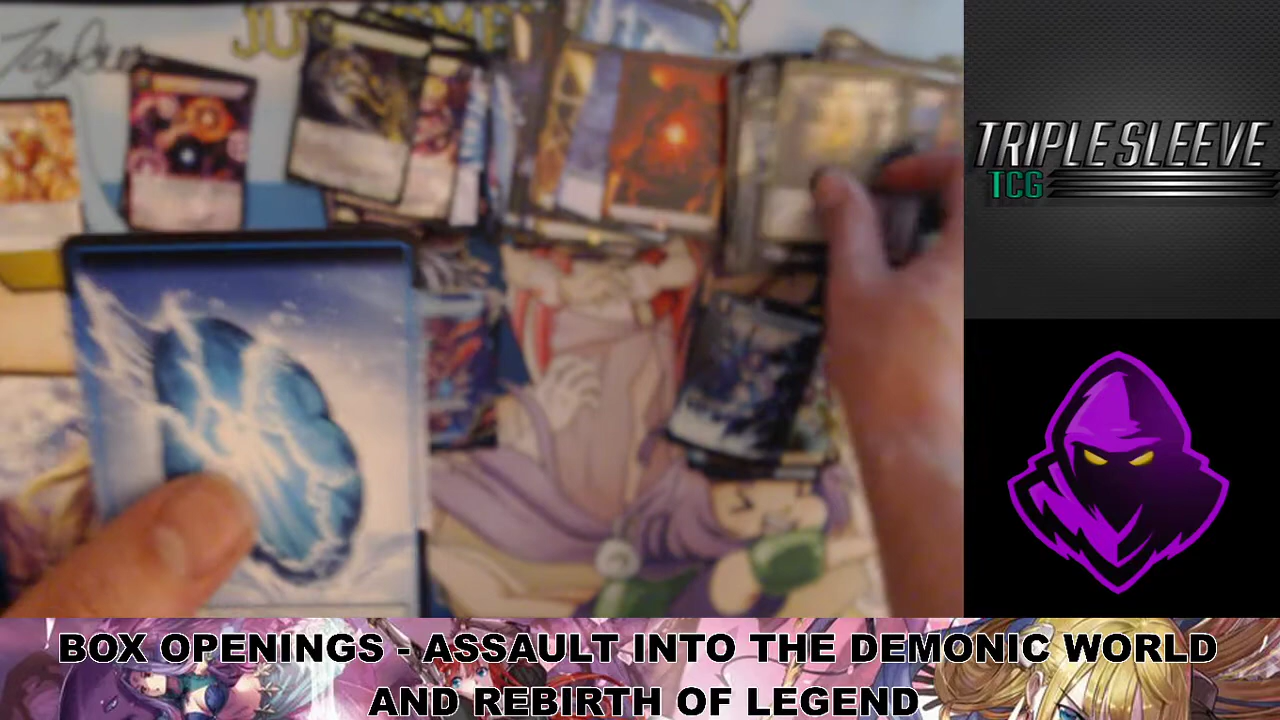 TRIPLE SLEEVE
TCG
BOX OPENINGS - ASSAULT INTO THE DEMONIC WORLD
AND REBIRTH OF LEGEND